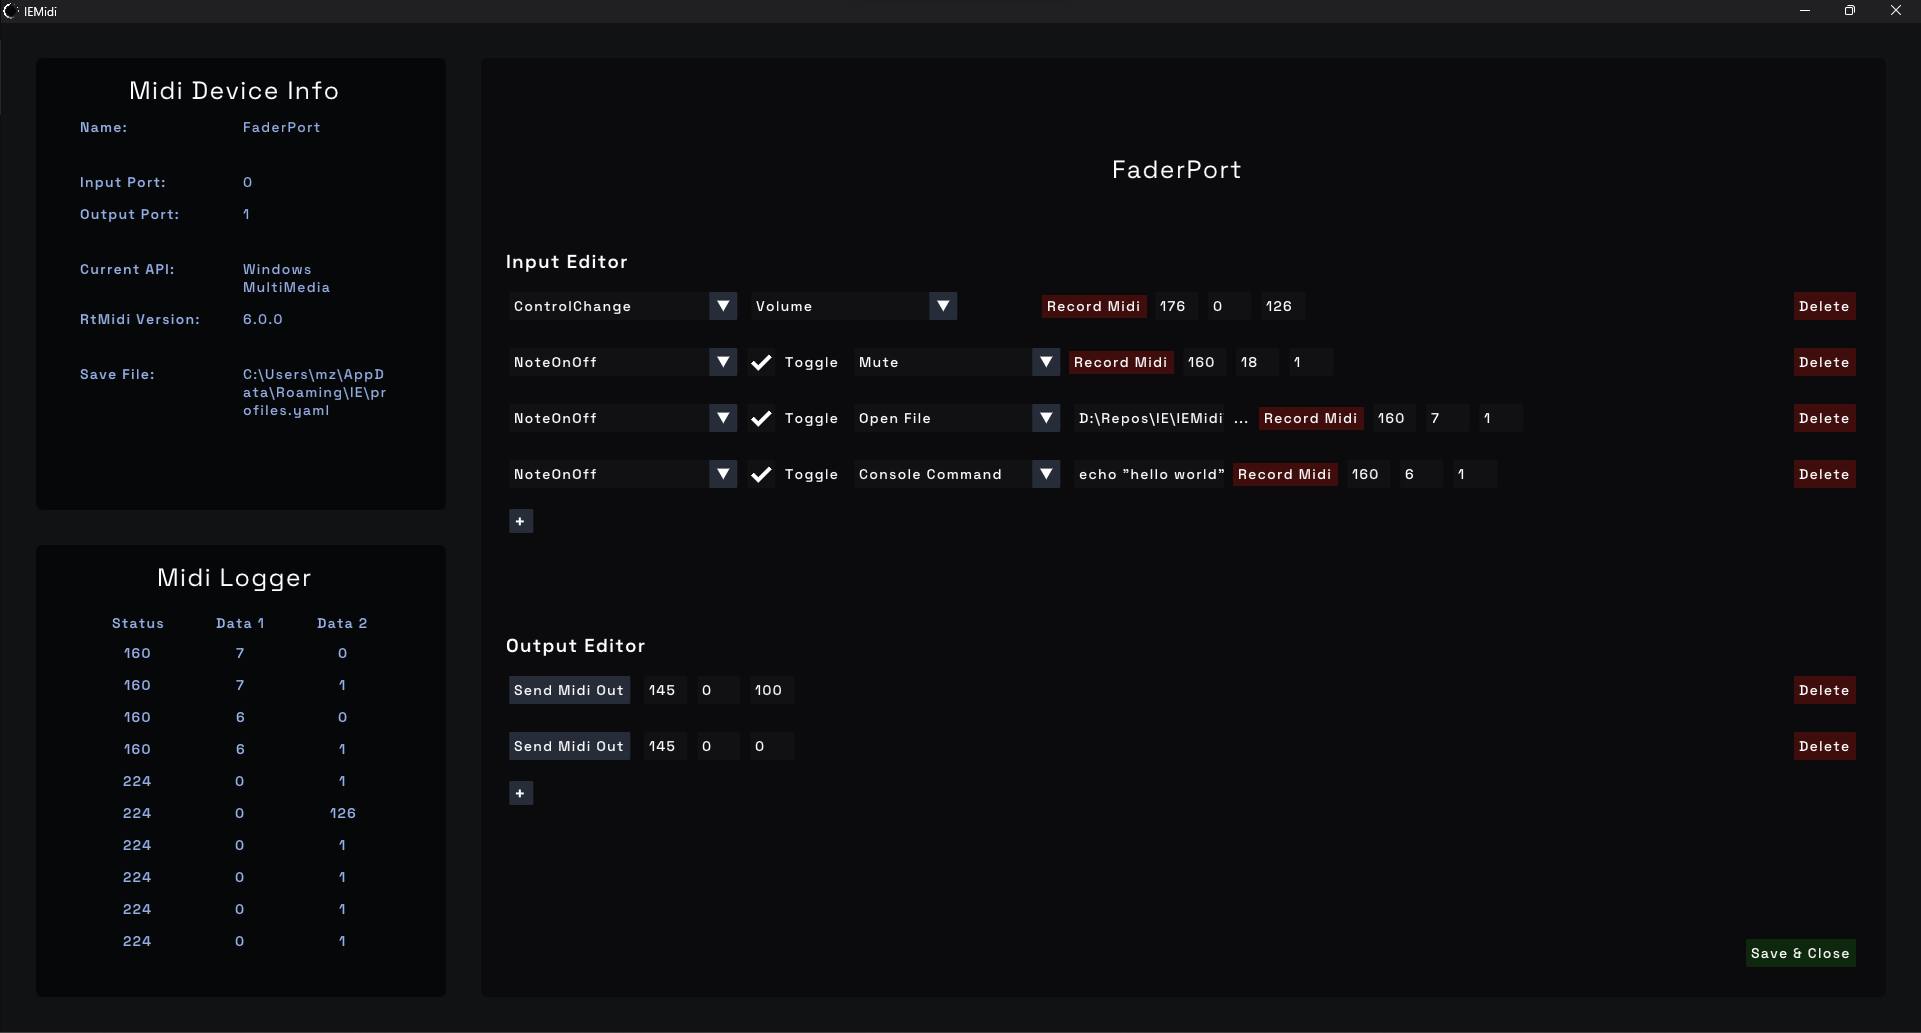 IEMidi
Midi Device Info
Name: FaderPort
Input Port: 0
Output Port: 1
Current API: Windows
MultiMedia
RtMidi Version: 6.0.0
Save File: C:\Users\mz\AppD
ata\Roaming\IE\pr
ofiles.yaml
Midi Logger
Status Data 1 Data 2
160 7 0
160 7 1
160 6 0
160 6 1
224 0 1
224 0 126
224 0 1
224 0 1
224 0 1
224 0 1
FaderPort
Input Editor
ControlChange Volume Record Midi 176 0 126 Delete
NoteOnOff Toggle Mute Record Midi 160 18 1 Delete
NoteOnOff Toggle Open File D:\Repos\IE\IEMidi ... Record Midi 160 7 1 Delete
NoteOnOff Toggle Console Command echo "hello world" Record Midi 160 6 1 Delete
+
Output Editor
Send Midi Out 145 0 100 Delete
Send Midi Out 145 0 0 Delete
+
Save & Close